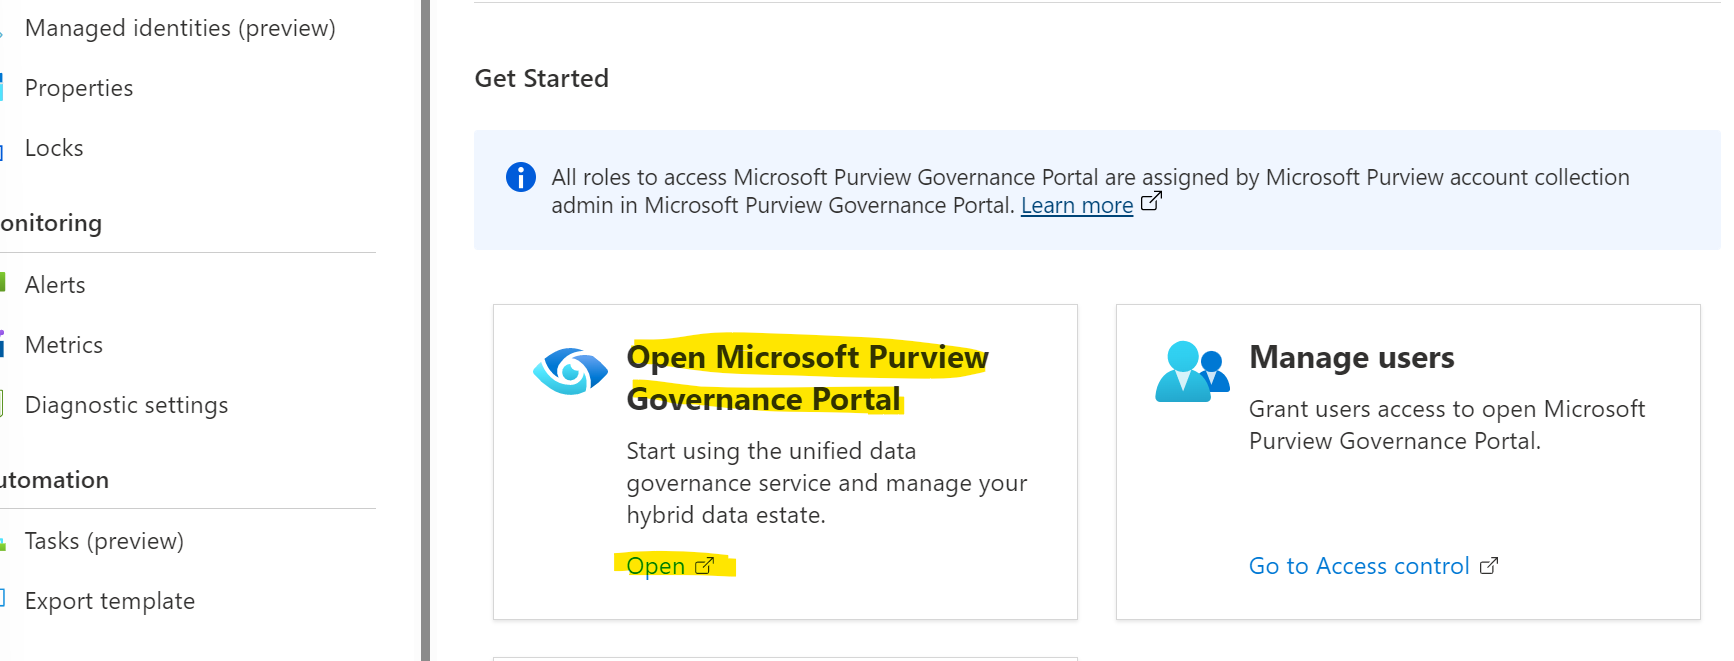 Managed identities (preview)
Properties
Locks
onitoring
Alerts
Metrics
Diagnostic settings
utomation
Tasks (preview)
Export template
Get Started
All roles to access Microsoft Purview Governance Portal are assigned by Microsoft Purview account collection
admin in Microsoft Purview Governance Portal. Learn more
Open Microsoft Purview
Governance Portal
Start using the unified data
governance service and manage your
hybrid data estate.
Open
Manage users
Grant users access to open Microsoft
Purview Governance Portal.
Go to Access control